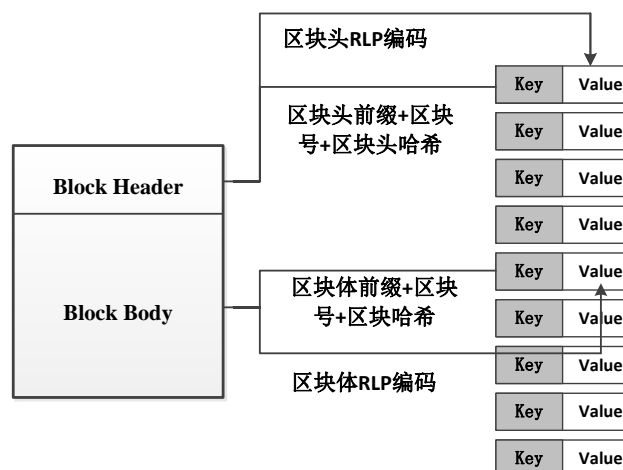 区块头RLP编码
Key Value
区块头前缀+区块
号+区块头哈希
Key Value
Key Value
Block Header
Key Value
Key Value
区块体前缀+区块
号+区块哈希
Block Body
Key Value
Key Value
区块体RLP编码
Key Value
Key Value